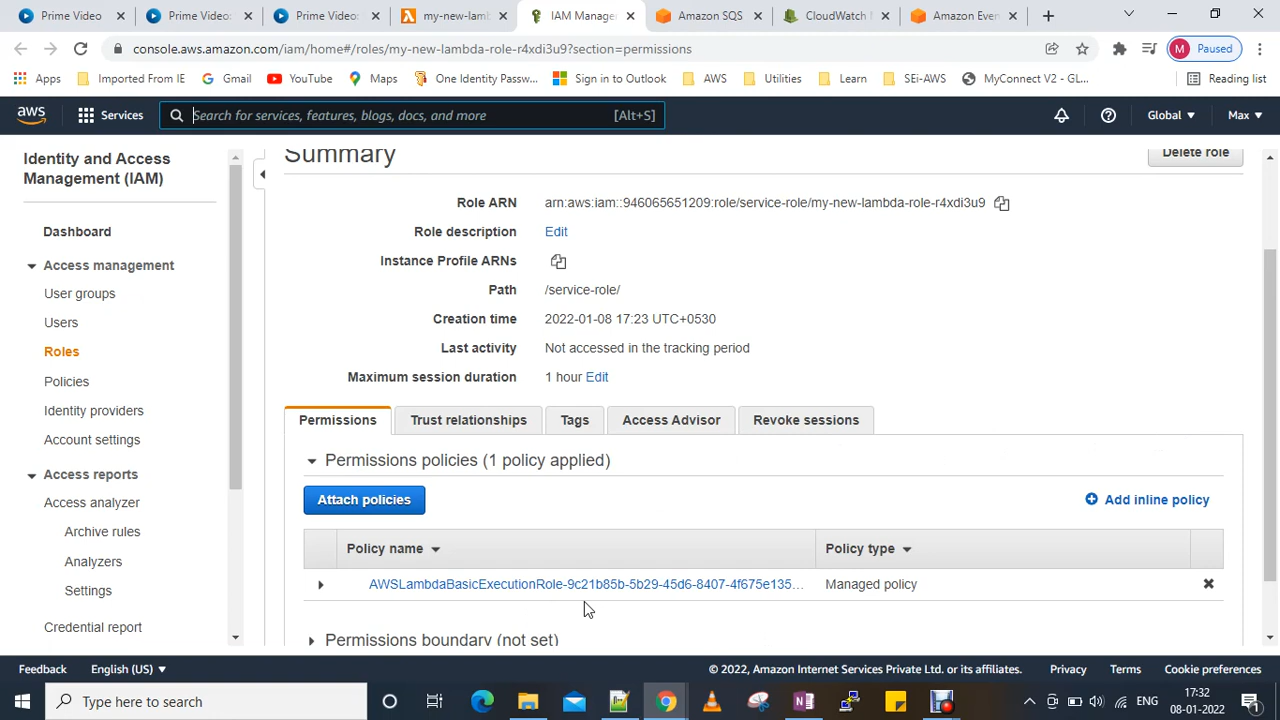 Prime Video:
Prime Video:
Prime Video:
my-new-lamb
IAM Manage
Amazon SQS
CloudWatch
Amazon Even
console.aws.amazon.com/iam/home#/roles/my-new-lambda-role-r4xdi3u9?section=permissions
M Paused
Apps
Imported From IE
Gmail
YouTube
Maps
One Identity Passw...
Sign in to Outlook
AWS
Utilities
Learn
SEi-AWS
MyConnect V2 - GL...
Reading list
aws
Services
Search for services, features, blogs, docs, and more
[Alt+S]
Global
Max
Identity and Access
Management (IAM)
Dashboard
Access management
User groups
Users
Roles
Policies
Identity providers
Account settings
Access reports
Access analyzer
Archive rules
Analyzers
Settings
Credential report
Summary
Delete role
Role ARN arn:aws:iam::946065651209:role/service-role/my-new-lambda-role-r4xdi3u9
Role description Edit
Instance Profile ARNs
Path /service-role/
Creation time 2022-01-08 17:23 UTC+0530
Last activity Not accessed in the tracking period
Maximum session duration 1 hour Edit
Permissions
Trust relationships
Tags
Access Advisor
Revoke sessions
Permissions policies (1 policy applied)
Attach policies
Add inline policy
Policy name
Policy type
AWSLambdaBasicExecutionRole-9c21b85b-5b29-45d6-8407-4f675e135...
Managed policy
Permissions boundary (not set)
Feedback
English (US)
© 2022, Amazon Internet Services Private Ltd. or its affiliates.
Privacy
Terms
Cookie preferences
Type here to search
ENG
17:32
08-01-2022
1